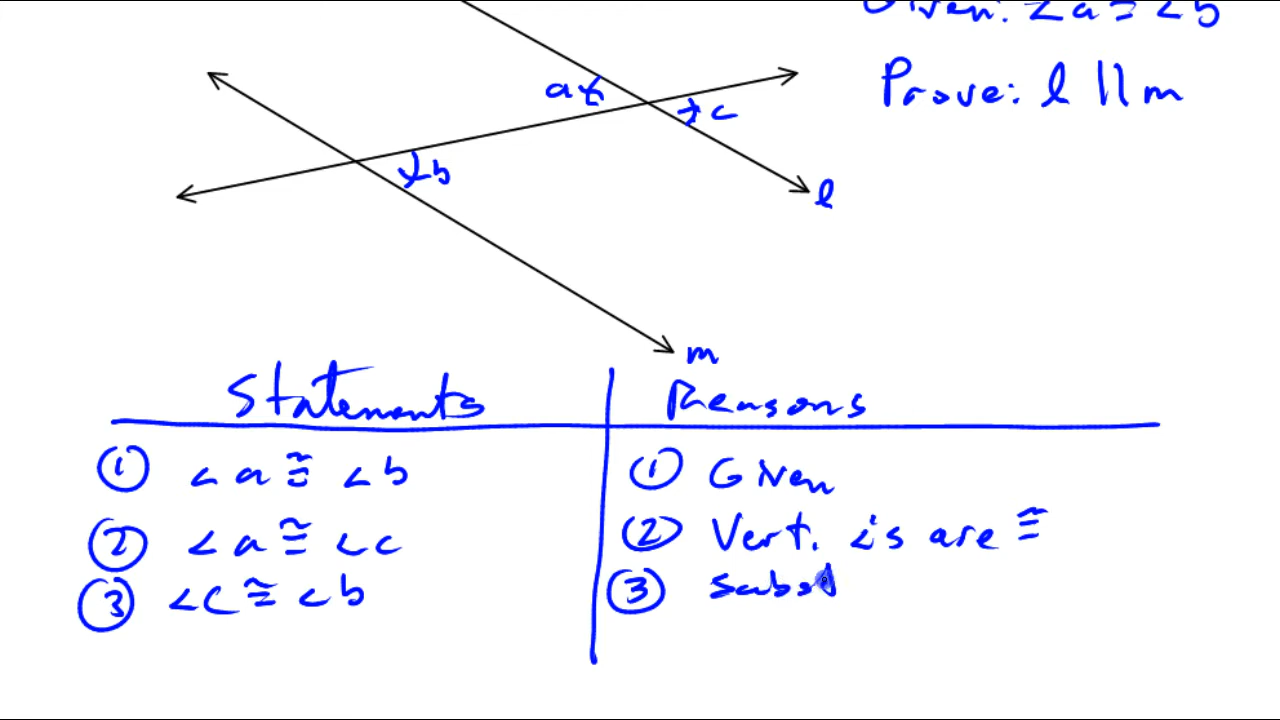 Given: ∠a ≅ ∠b
Prove: l || m
a
c
b
l
m
Statements
Reasons
① ∠a ≅ ∠b
① Given
② ∠a ≅ ∠c
② Vert. ∠'s are ≅
③ ∠c ≅ ∠b
③ Subst